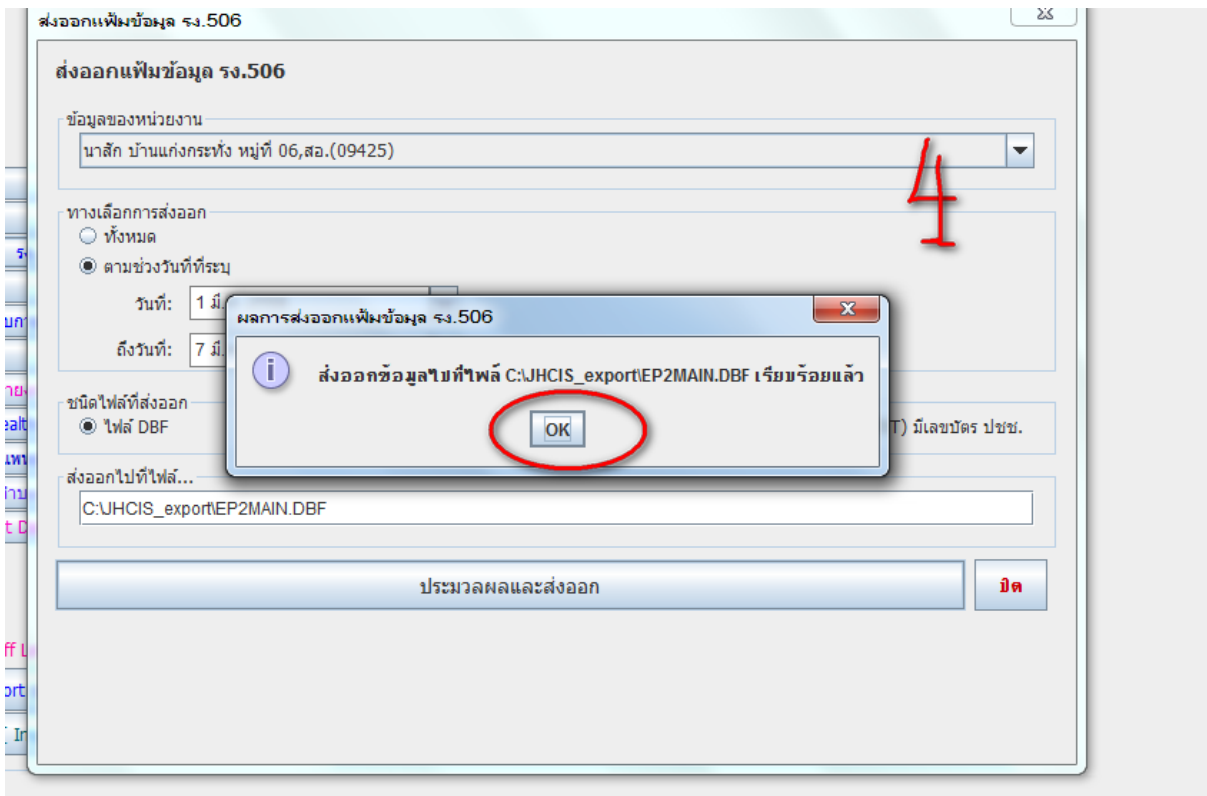 ส่งออกแฟ้มข้อมูล รง.506
ส่งออกแฟ้มข้อมูล รง.506
ข้อมูลของหน่วยงาน
นาสัก บ้านแก่งกระทั่ง หมู่ที่ 06,สอ.(09425)
4
ทางเลือกการส่งออก
ทั้งหมด
ตามช่วงวันที่ที่ระบุ
วันที่: 1 มี.
ถึงวันที่: 7 มี.
ผลการส่งออกแฟ้มข้อมูล รง.506
ส่งออกข้อมูลไปที่ไฟล์ C:\JHCIS_export\EP2MAIN.DBF เรียบร้อยแล้ว
OK
ชนิดไฟล์ที่ส่งออก
ไฟล์ DBF T) มีเลขบัตร ปชช.
ส่งออกไปที่ไฟล์...
C:\JHCIS_export\EP2MAIN.DBF
ประมวลผลและส่งออก ปิด